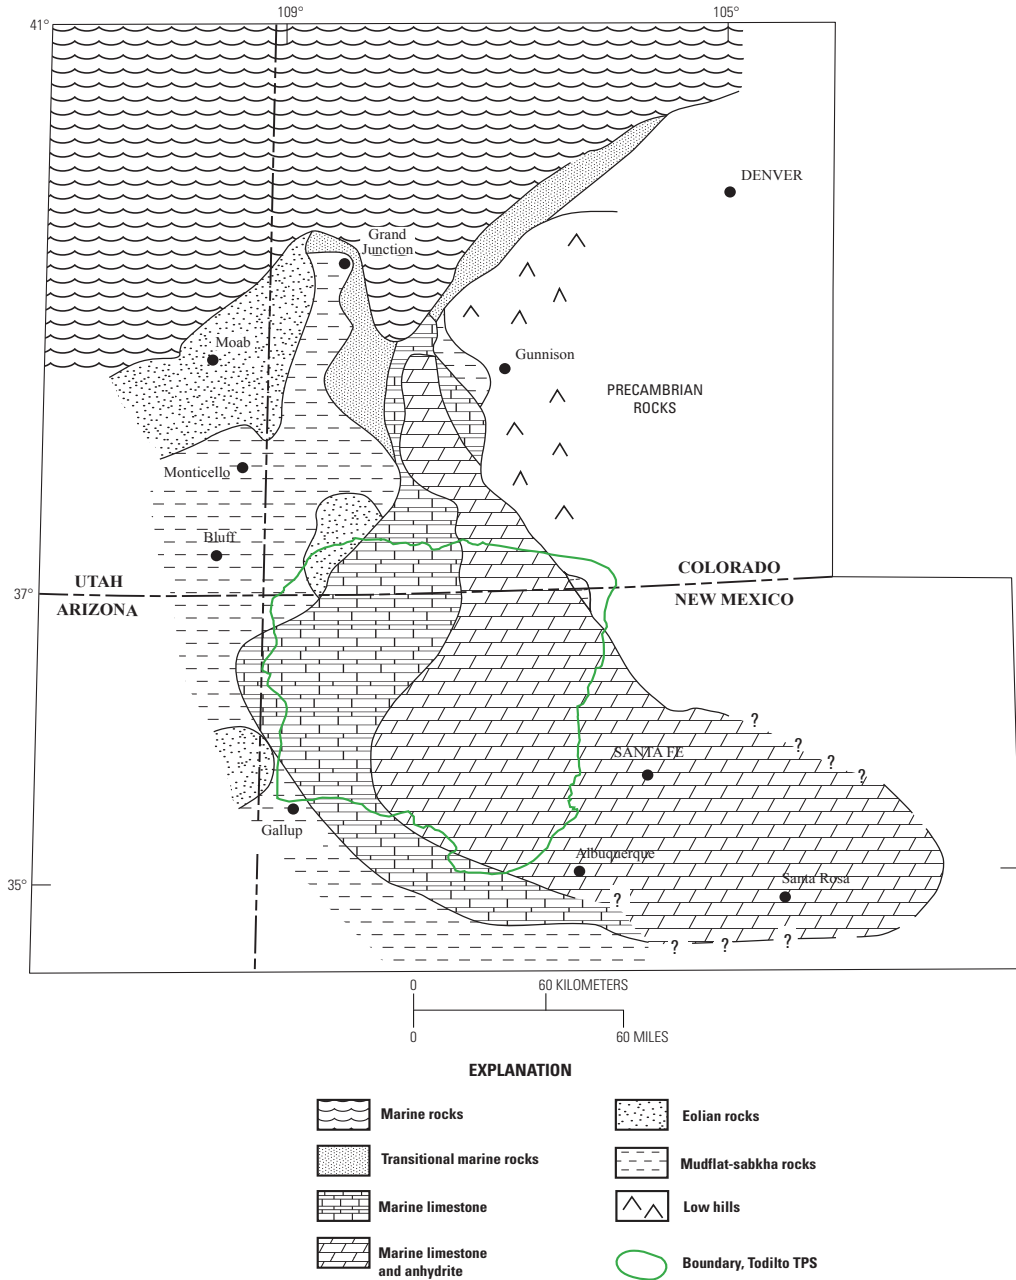 109°
105°
41°
DENVER
Grand
Junction
Moab
Gunnison
PRECAMBRIAN
ROCKS
Monticello
Bluff
UTAH
COLORADO
37°
ARIZONA
NEW MEXICO
?
?
?
?
SANTA FE
Gallup
Albuquerque
35°
Santa Rosa
?
?
?
?
0
60 KILOMETERS
0
60 MILES
EXPLANATION
Marine rocks
Transitional marine rocks
Marine limestone
Marine limestone
and anhydrite
Eolian rocks
Mudflat-sabkha rocks
Low hills
Boundary, Todilto TPS